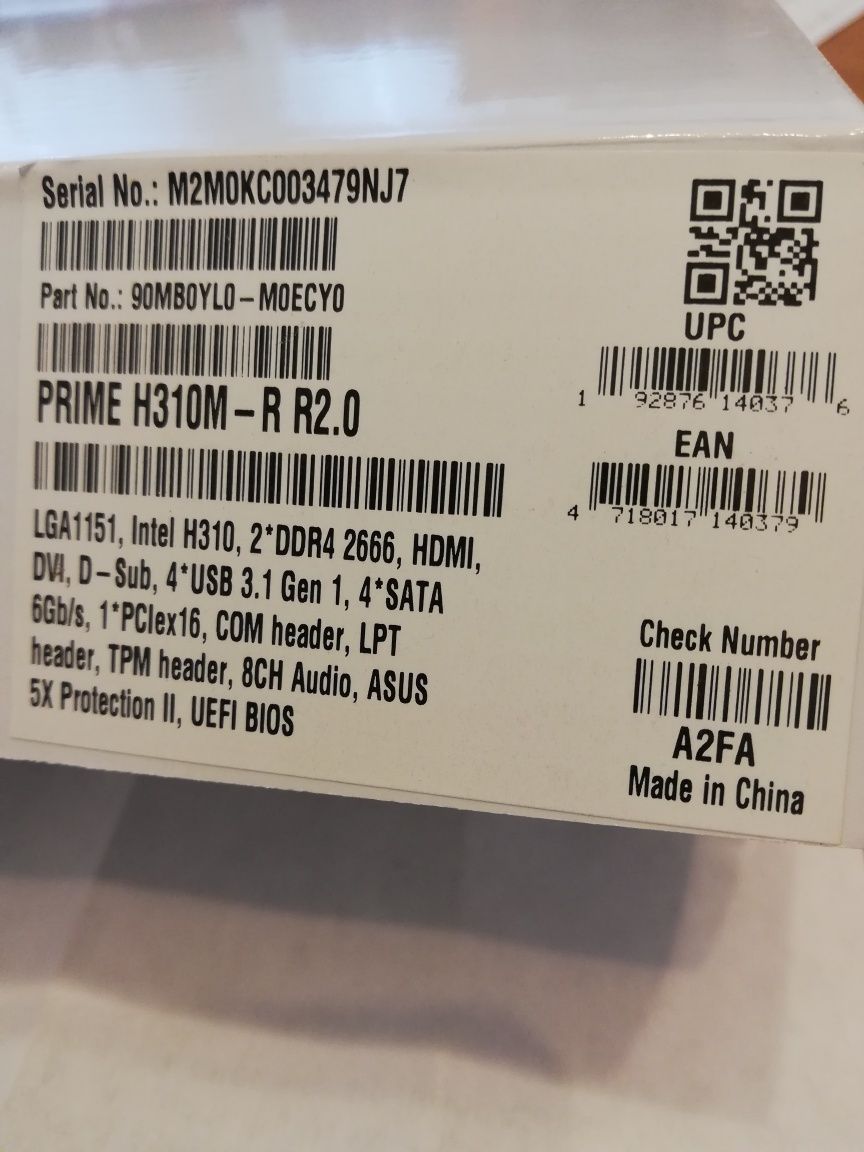 Serial No.: M2M0KC003479NJ7
Part No.: 90MB0YL0-M0ECY0
PRIME H310M-R R2.0
LGA1151, Intel H310, 2*DDR4 2666, HDMI,
DVI, D-Sub, 4*USB 3.1 Gen 1, 4*SATA
6Gb/s, 1*PCIex16, COM header, LPT
header, TPM header, 8CH Audio, ASUS
5X Protection II, UEFI BIOS
UPC
1 92876 14037 6
EAN
4 718017 140379
Check Number
A2FA
Made in China